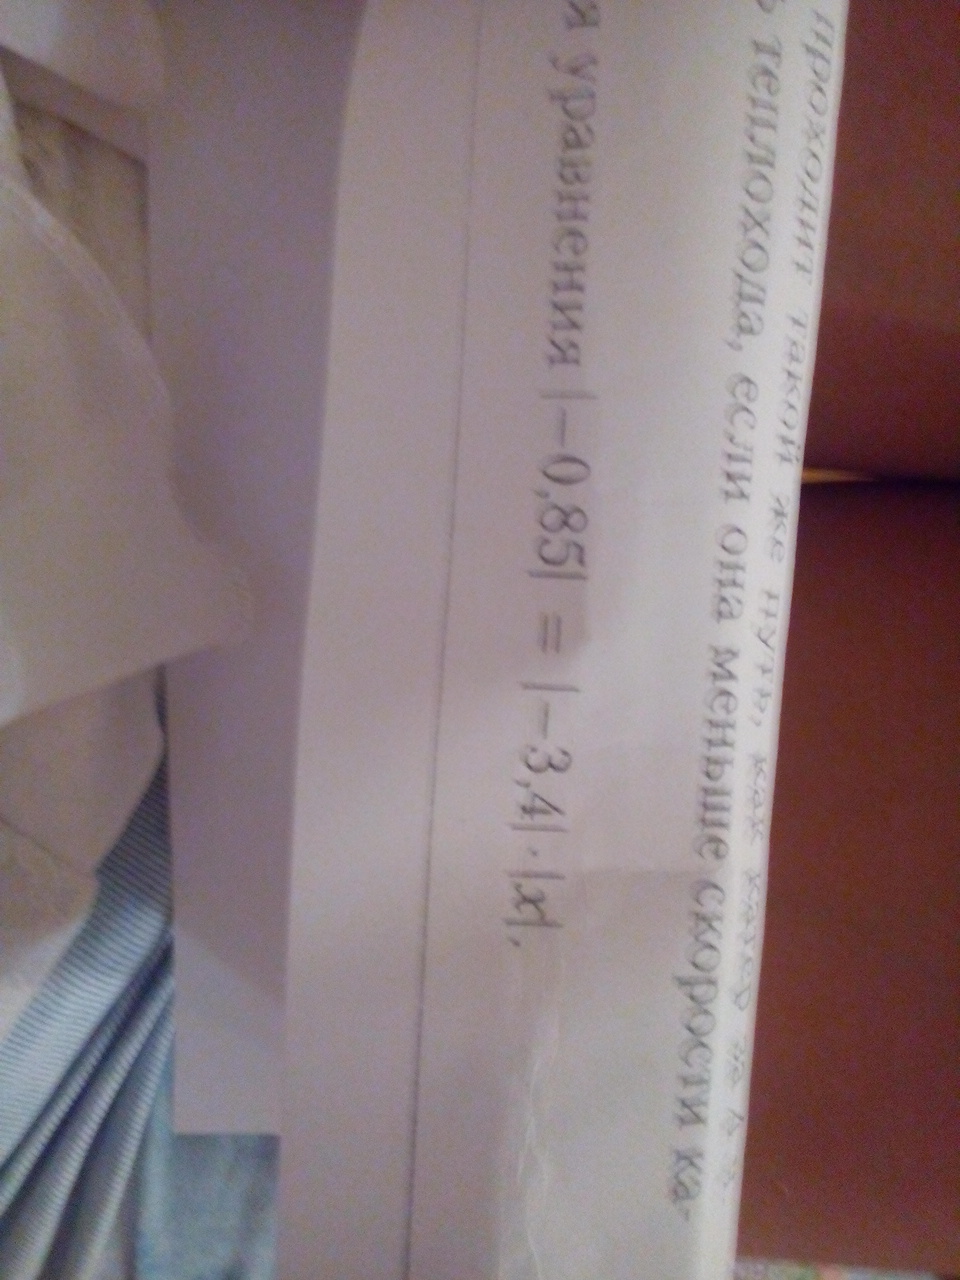 проходит такой же путь, как катер за
теплохода, если она меньше скорости ка-
уравнения |−0,85| = |−3,4| · |x|.